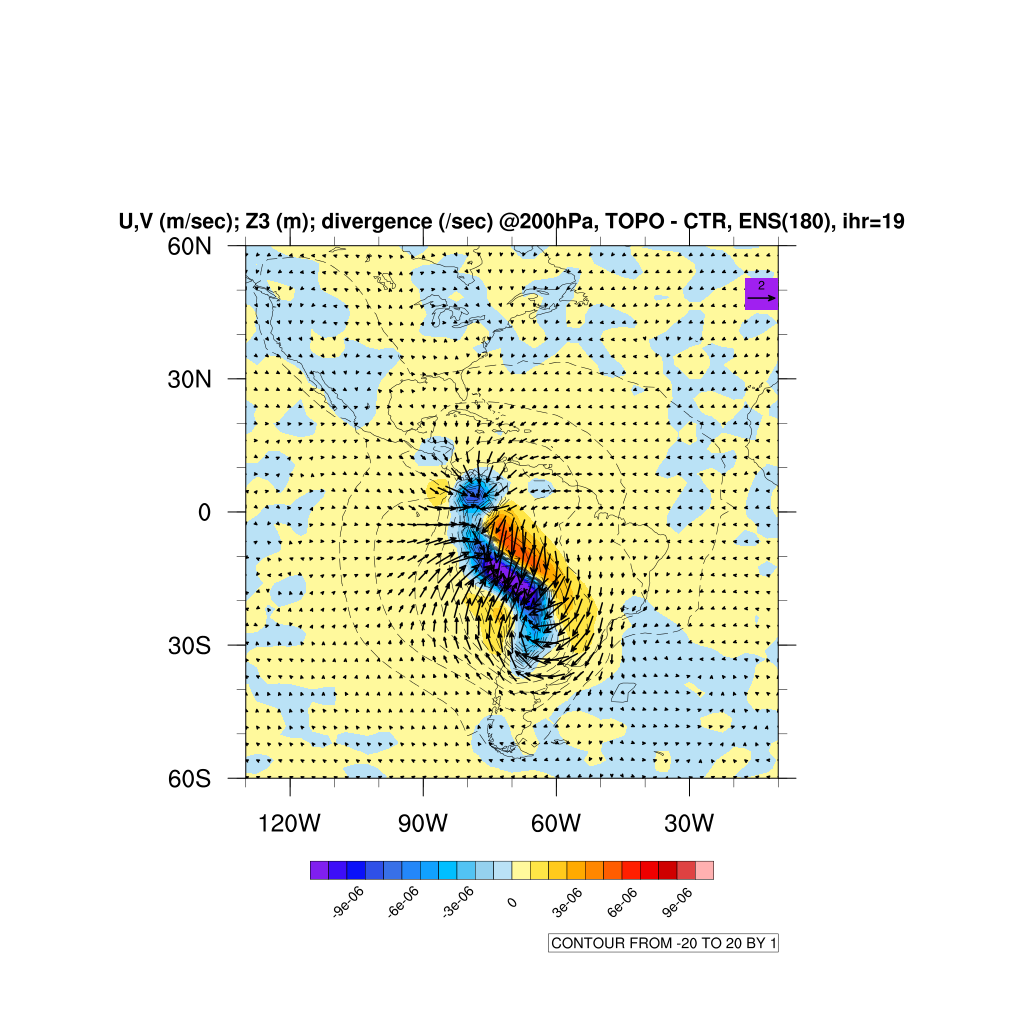 U,V (m/sec); Z3 (m); divergence (/sec) @200hPa, TOPO - CTR, ENS(180), ihr=19
60N
2
30N
0
30S
60S
120W 90W 60W 30W
-9e-06 -6e-06 -3e-06 0 3e-06 6e-06 9e-06
CONTOUR FROM -20 TO 20 BY 1